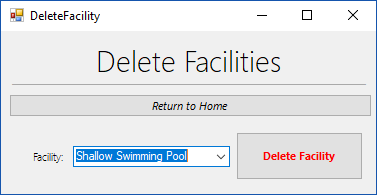 DeleteFacility
Delete Facilities
Return to Home
Facility: Shallow Swimming Pool
Delete Facility